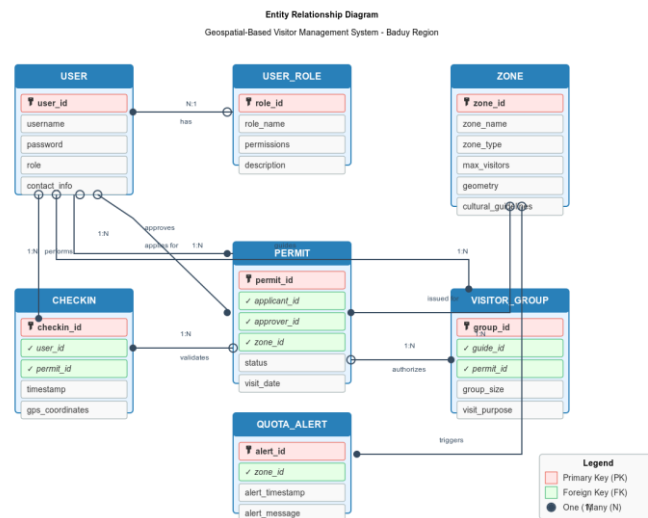 Entity Relationship Diagram
Geospatial-Based Visitor Management System - Baduy Region
USER
user_id
username
password
role
contact_info
USER_ROLE
role_id
role_name
permissions
description
ZONE
zone_id
zone_name
zone_type
max_visitors
geometry
cultural_guidelines
N:1
has
1:N
performs
1:N
approves
applies for
1:N
1:N
issued for
CHECKIN
checkin_id
✓ user_id
✓ permit_id
timestamp
gps_coordinates
PERMIT
permit_id
✓ applicant_id
✓ approver_id
✓ zone_id
status
visit_date
VISITOR_GROUP
group_id
✓ guide_id
✓ permit_id
group_size
visit_purpose
1:N
validates
1:N
authorizes
1:N
triggers
QUOTA_ALERT
alert_id
✓ zone_id
alert_timestamp
alert_message
Legend
Primary Key (PK)
Foreign Key (FK)
One (1)
Many (N)